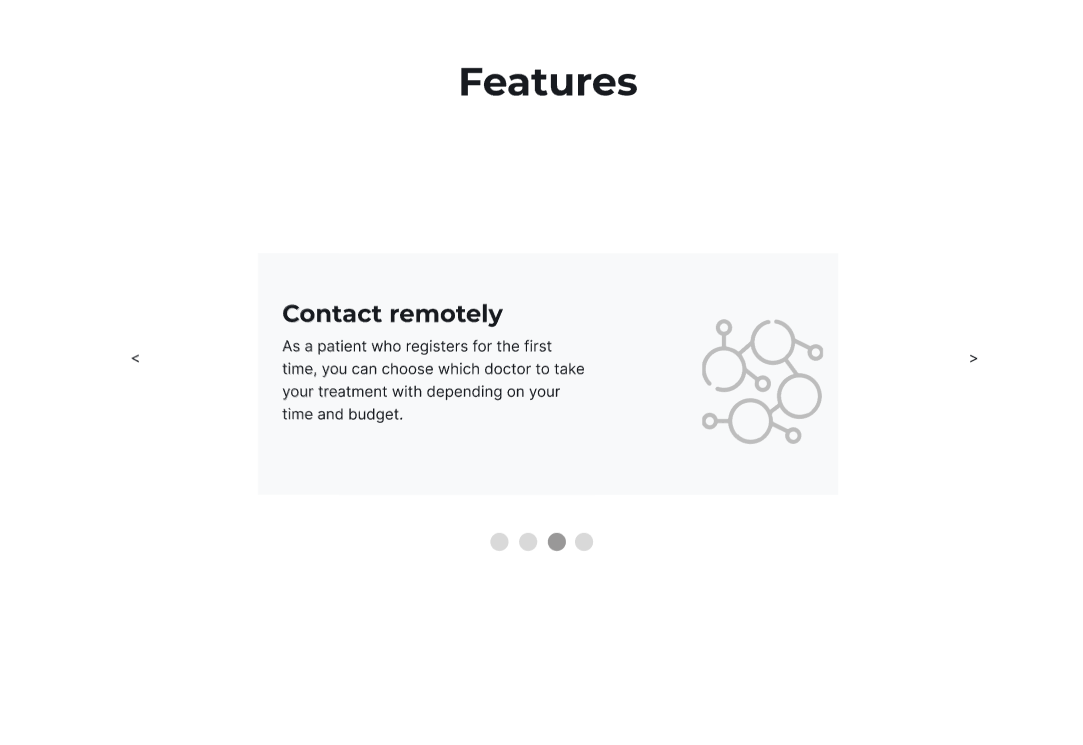 Features
Contact remotely
As a patient who registers for the first
time, you can choose which doctor to take
your treatment with depending on your
time and budget.
<
>